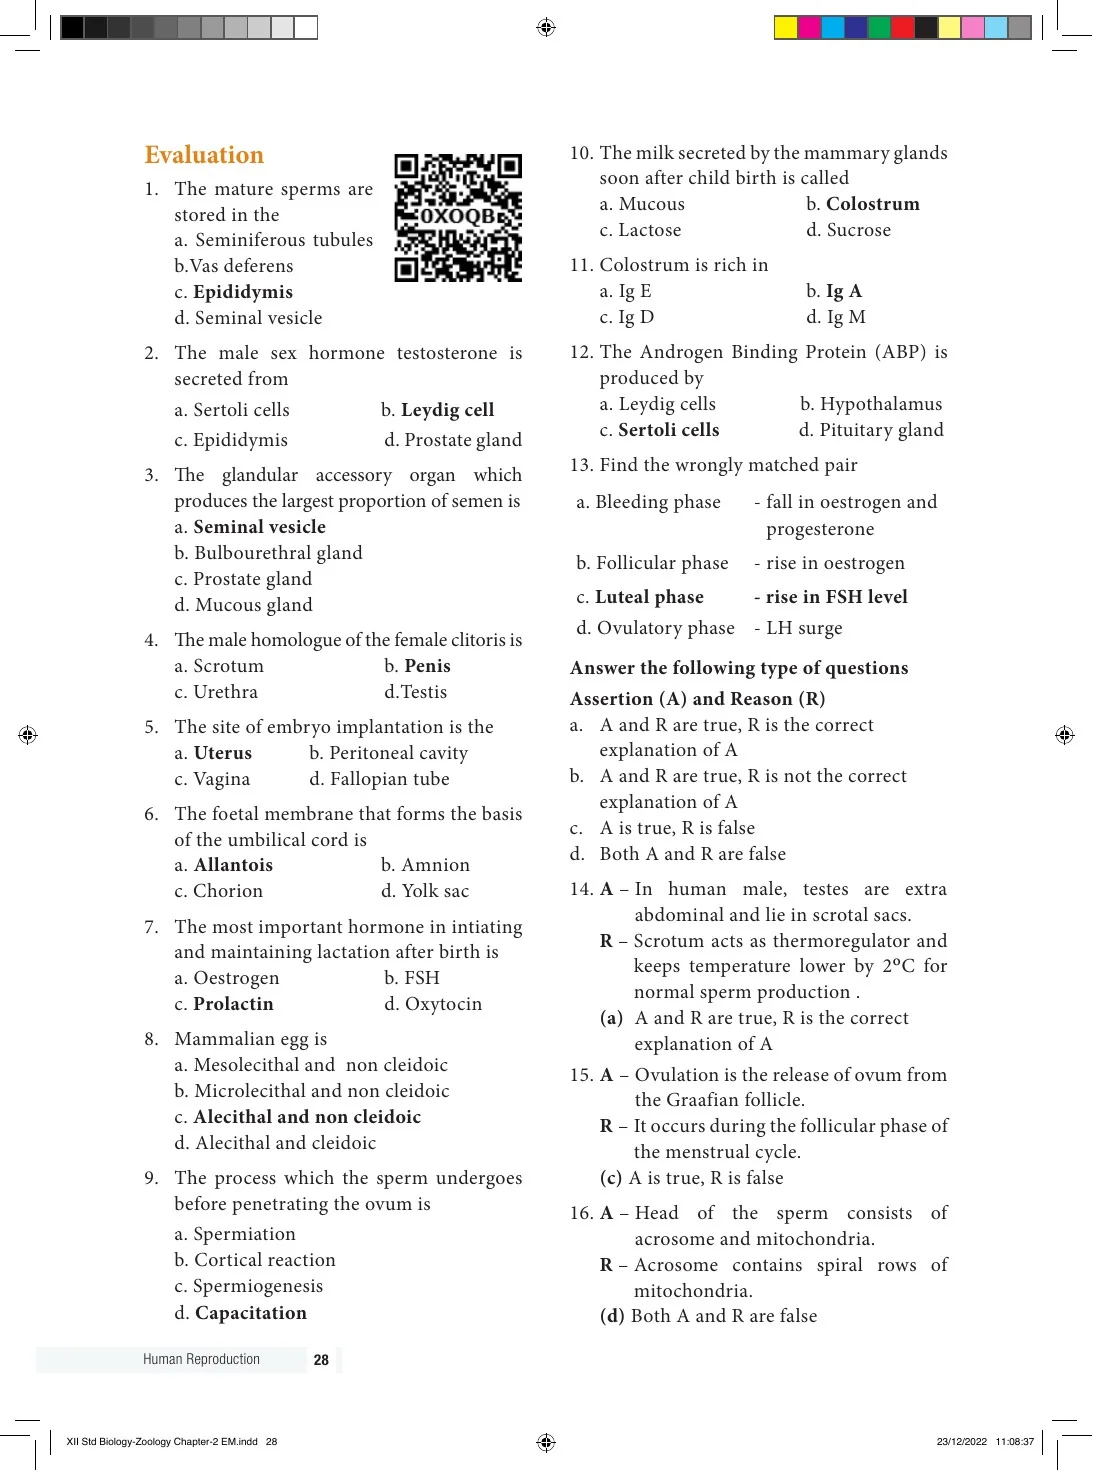 Evaluation
1. The mature sperms are
stored in the
a. Seminiferous tubules
b.Vas deferens
c. Epididymis
d. Seminal vesicle
0XOQB
2. The male sex hormone testosterone is
secreted from
a. Sertoli cells b. Leydig cell
c. Epididymis d. Prostate gland
3. The glandular accessory organ which
produces the largest proportion of semen is
a. Seminal vesicle
b. Bulbourethral gland
c. Prostate gland
d. Mucous gland
4. The male homologue of the female clitoris is
a. Scrotum b. Penis
c. Urethra d.Testis
5. The site of embryo implantation is the
a. Uterus b. Peritoneal cavity
c. Vagina d. Fallopian tube
6. The foetal membrane that forms the basis
of the umbilical cord is
a. Allantois b. Amnion
c. Chorion d. Yolk sac
7. The most important hormone in intiating
and maintaining lactation after birth is
a. Oestrogen b. FSH
c. Prolactin d. Oxytocin
8. Mammalian egg is
a. Mesolecithal and non cleidoic
b. Microlecithal and non cleidoic
c. Alecithal and non cleidoic
d. Alecithal and cleidoic
9. The process which the sperm undergoes
before penetrating the ovum is
a. Spermiation
b. Cortical reaction
c. Spermiogenesis
d. Capacitation
10. The milk secreted by the mammary glands
soon after child birth is called
a. Mucous b. Colostrum
c. Lactose d. Sucrose
11. Colostrum is rich in
a. Ig E b. Ig A
c. Ig D d. Ig M
12. The Androgen Binding Protein (ABP) is
produced by
a. Leydig cells b. Hypothalamus
c. Sertoli cells d. Pituitary gland
13. Find the wrongly matched pair
a. Bleeding phase - fall in oestrogen and
progesterone
b. Follicular phase - rise in oestrogen
c. Luteal phase - rise in FSH level
d. Ovulatory phase - LH surge
Answer the following type of questions
Assertion (A) and Reason (R)
a. A and R are true, R is the correct
explanation of A
b. A and R are true, R is not the correct
explanation of A
c. A is true, R is false
d. Both A and R are false
14. A – In human male, testes are extra
abdominal and lie in scrotal sacs.
R – Scrotum acts as thermoregulator and
keeps temperature lower by 2ºC for
normal sperm production .
(a) A and R are true, R is the correct
explanation of A
15. A – Ovulation is the release of ovum from
the Graafian follicle.
R – It occurs during the follicular phase of
the menstrual cycle.
(c) A is true, R is false
16. A – Head of the sperm consists of
acrosome and mitochondria.
R – Acrosome contains spiral rows of
mitochondria.
(d) Both A and R are false
Human Reproduction 28
XII Std Biology-Zoology Chapter-2 EM.indd 28 23/12/2022 11:08:37